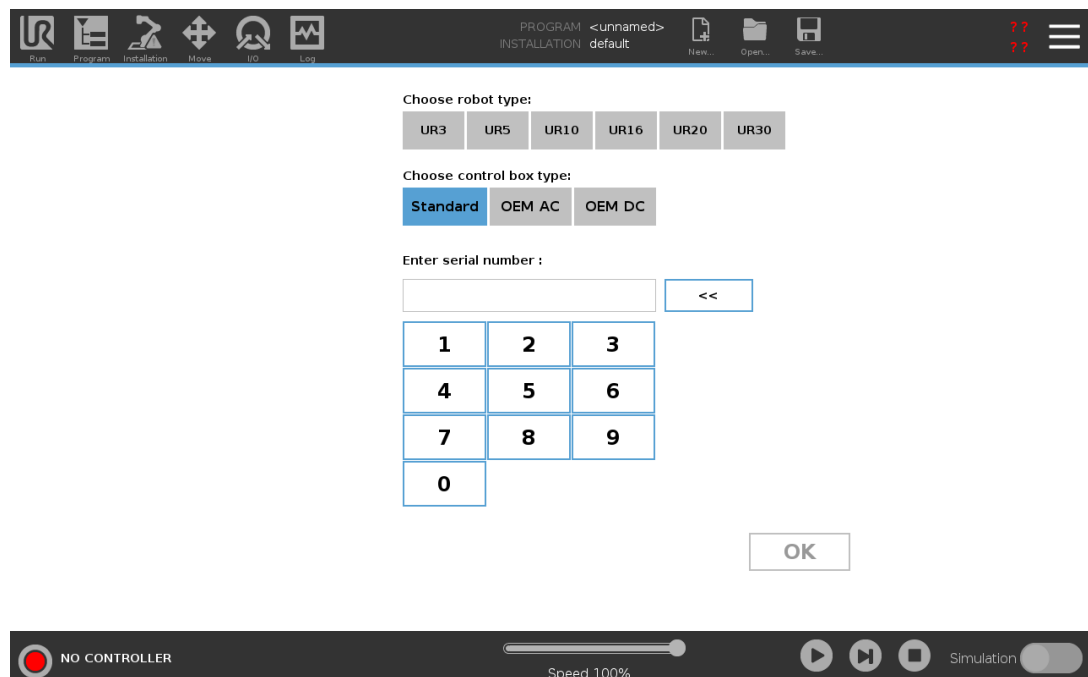 PROGRAM <unnamed>
INSTALLATION default
Run Program Installation Move I/O Log New... Open... Save...
? ?
? ?
Choose robot type:
UR3 UR5 UR10 UR16 UR20 UR30
Choose control box type:
Standard OEM AC OEM DC
Enter serial number :
<<
1 2 3
4 5 6
7 8 9
0
OK
NO CONTROLLER
Speed 100%
Simulation